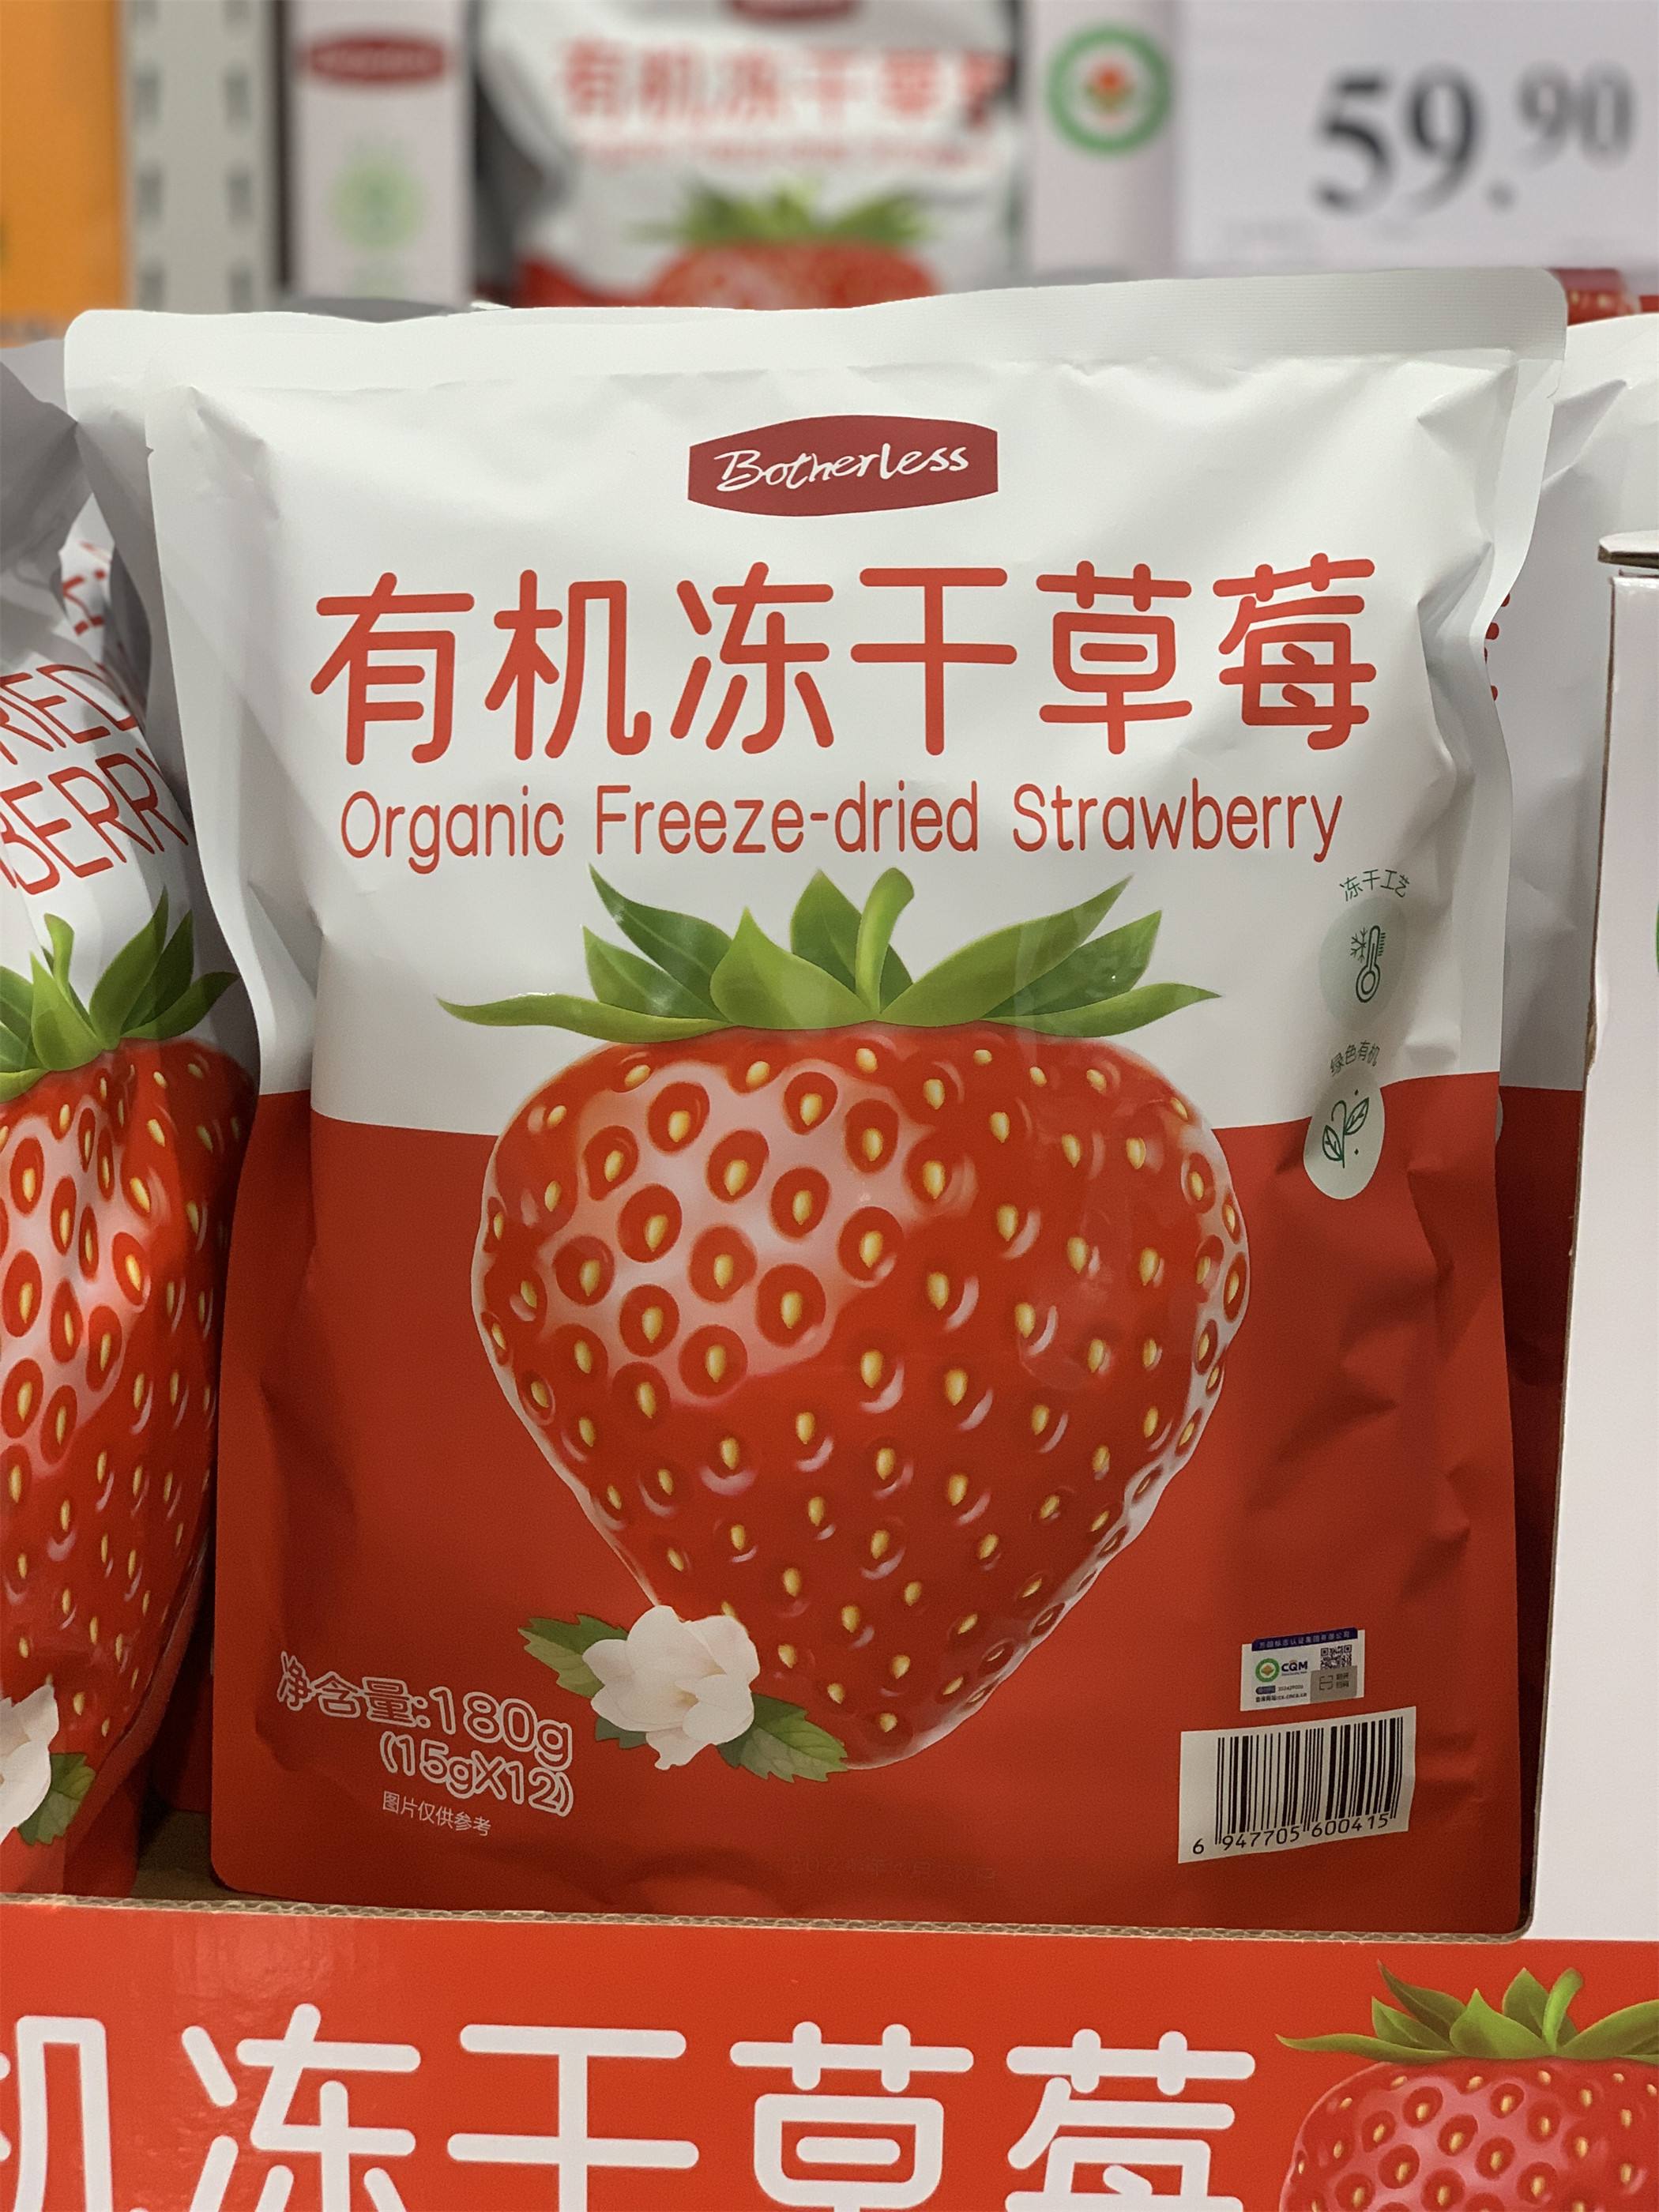 有机冻干草莓
59.90
Botherless
有机冻干草莓
Organic Freeze-dried Strawberry
RIED
BERR
冻干工艺
绿色有机
净含量:180g
(15gX12)
图片仅供参考
CQM
6 947705 600415
机冻干草莓